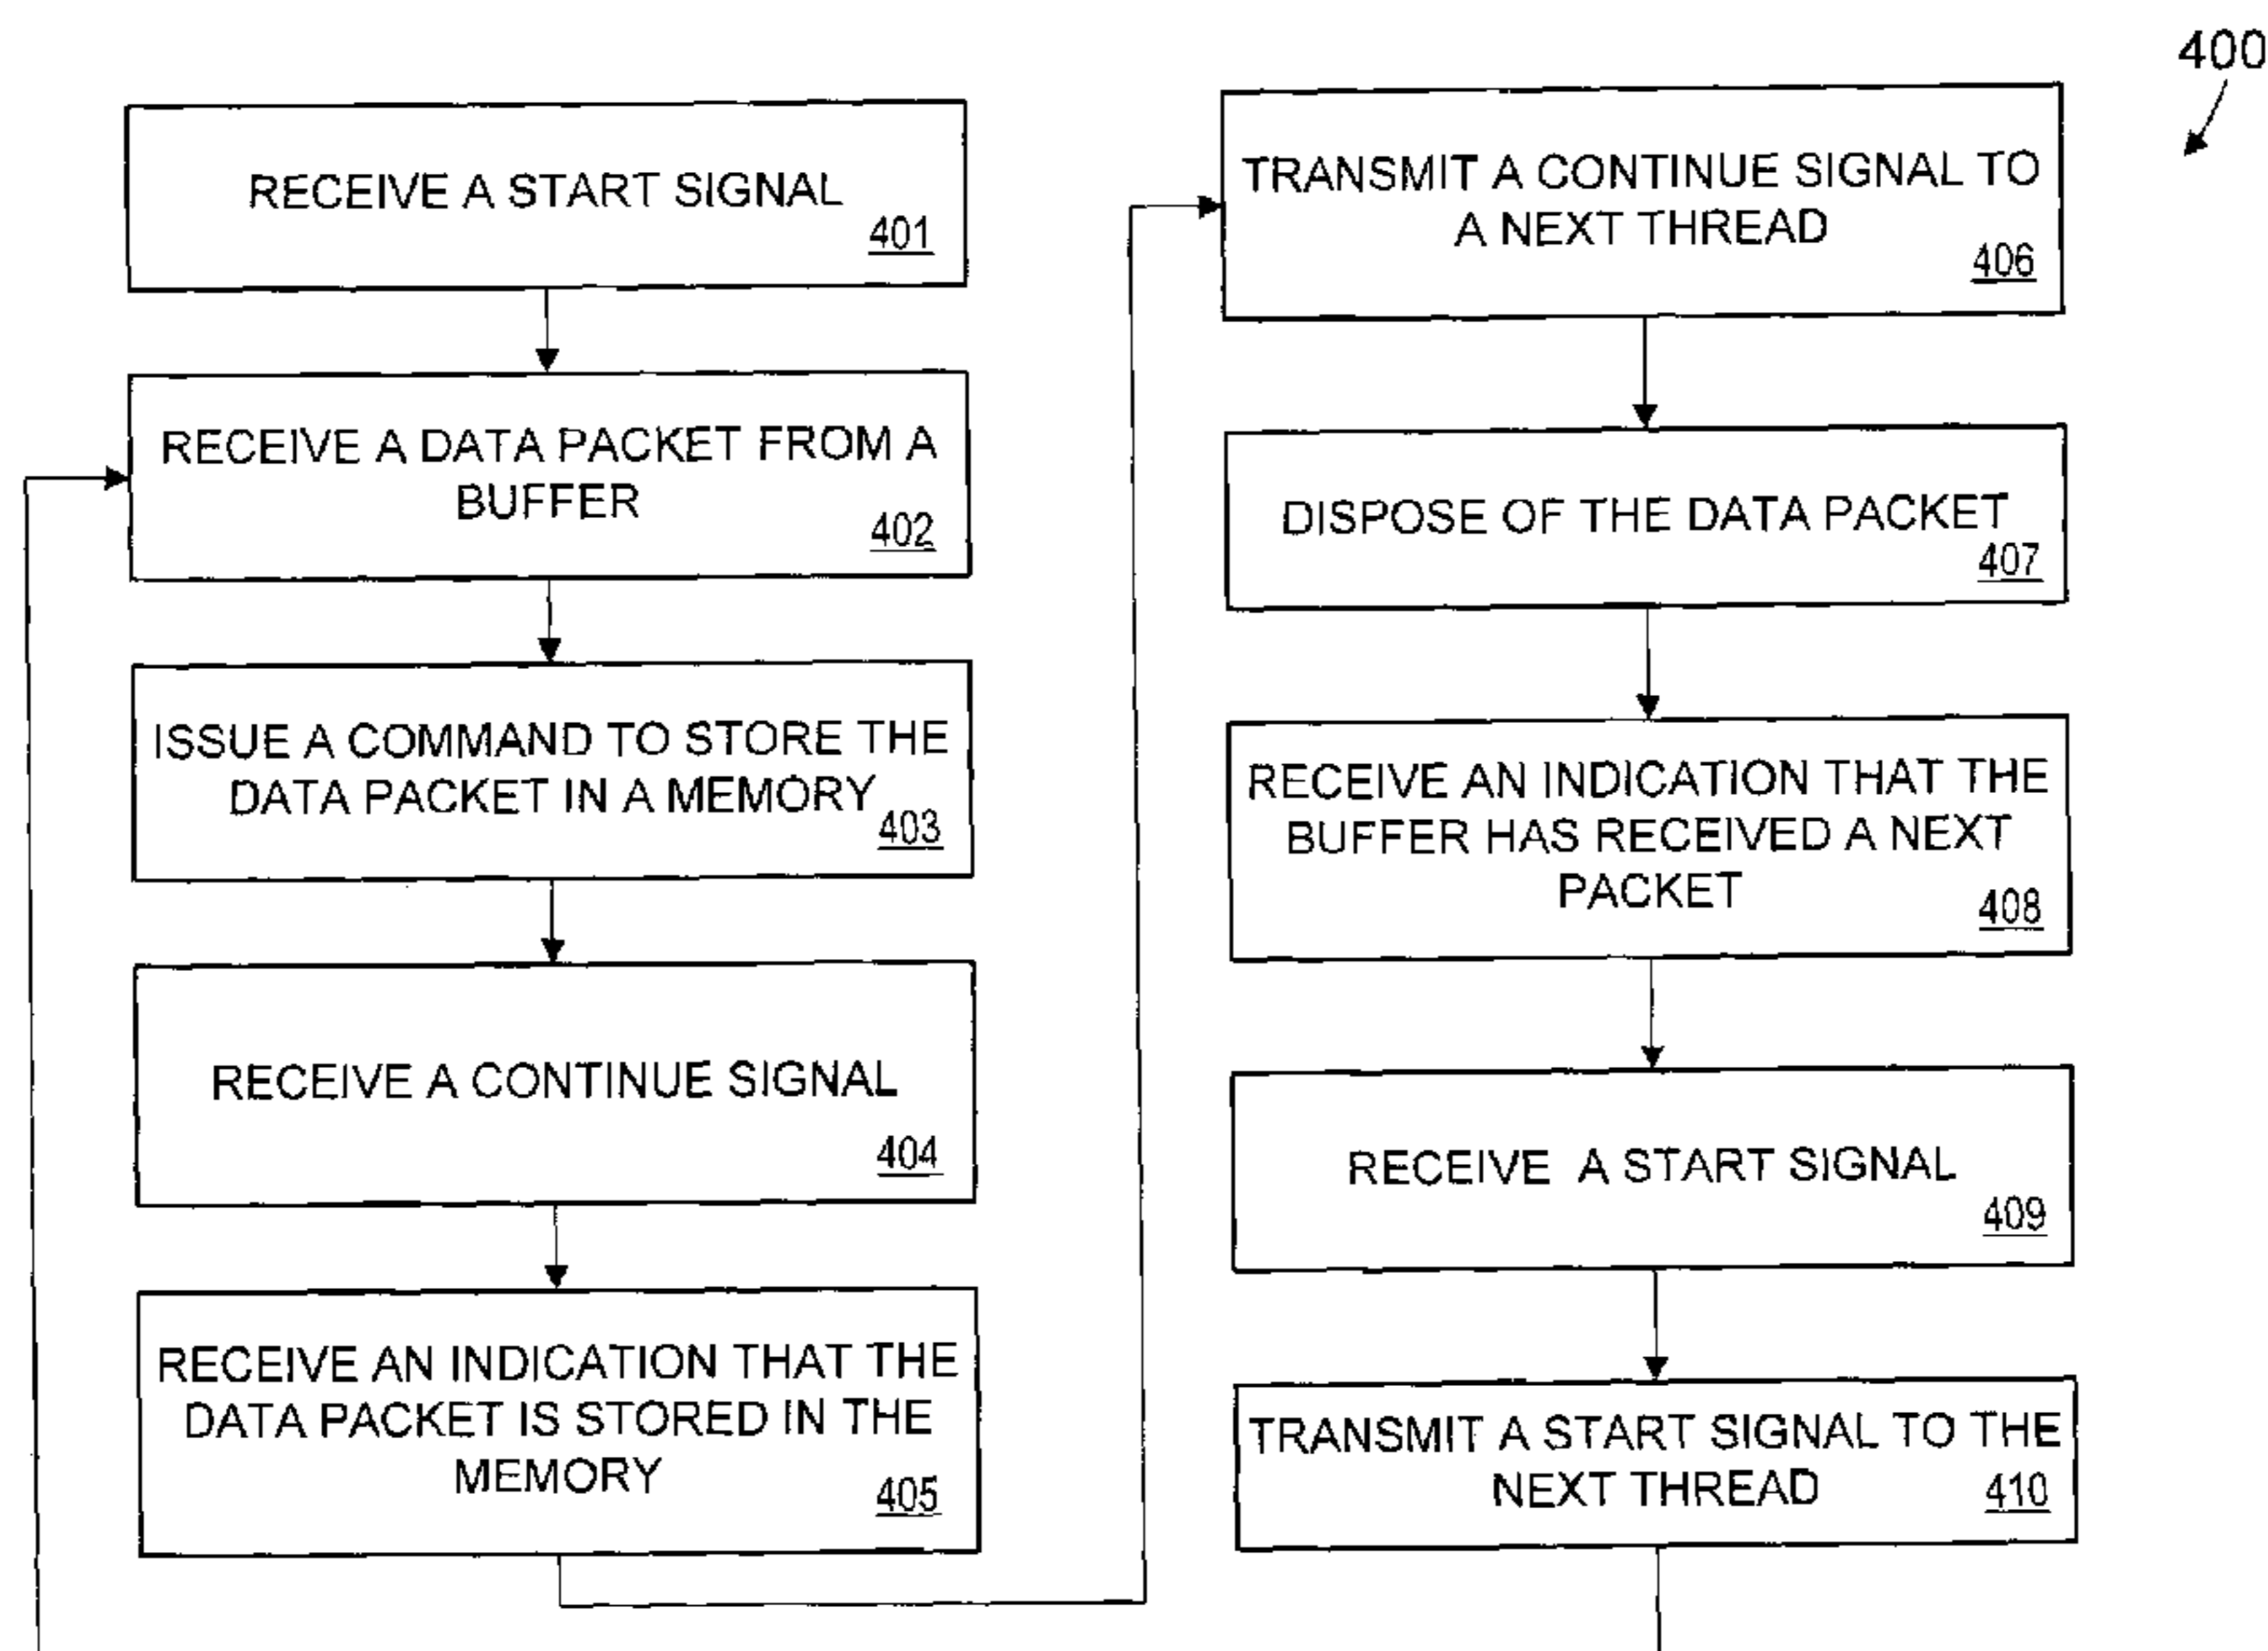 400
RECEIVE A START SIGNAL
401
RECEIVE A DATA PACKET FROM A
BUFFER
402
ISSUE A COMMAND TO STORE THE
DATA PACKET IN A MEMORY
403
RECEIVE A CONTINUE SIGNAL
404
RECEIVE AN INDICATION THAT THE
DATA PACKET IS STORED IN THE
MEMORY
405
TRANSMIT A CONTINUE SIGNAL TO
A NEXT THREAD
406
DISPOSE OF THE DATA PACKET
407
RECEIVE AN INDICATION THAT THE
BUFFER HAS RECEIVED A NEXT
PACKET
408
RECEIVE A START SIGNAL
409
TRANSMIT A START SIGNAL TO THE
NEXT THREAD
410